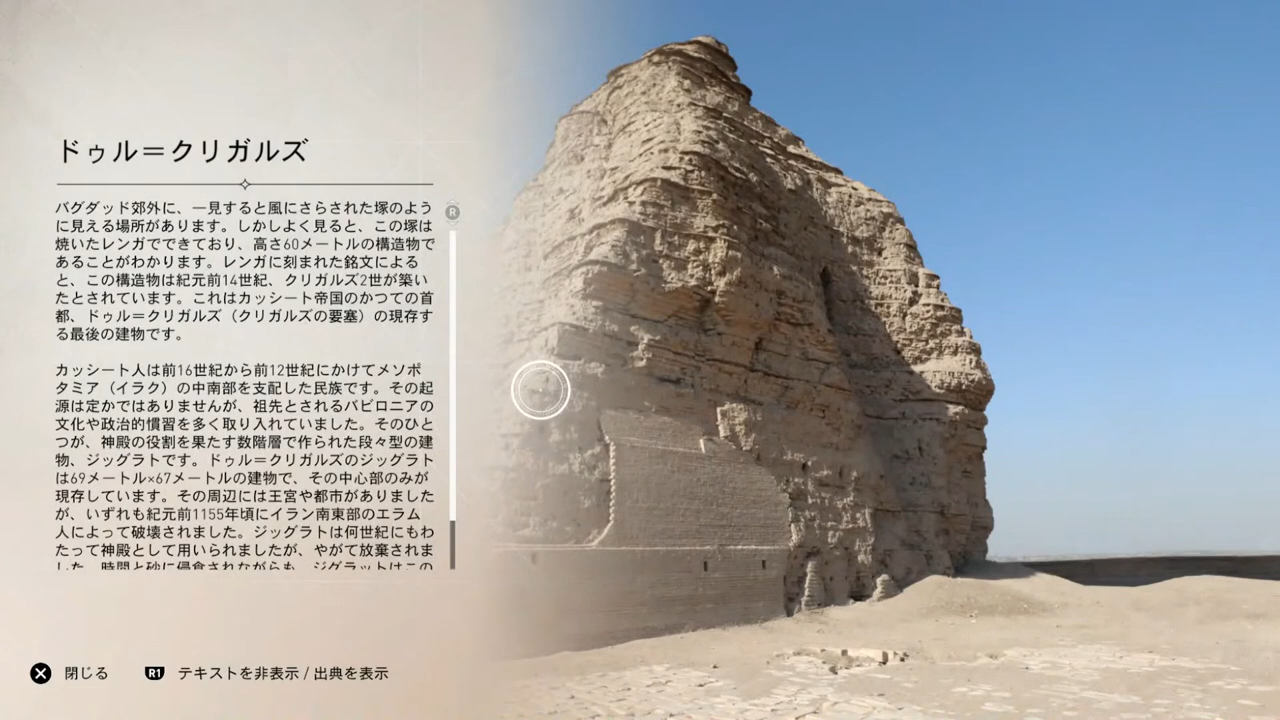 ドゥル＝クリガルズ
バグダッド郊外に、一見すると風にさらされた塚のよう
に見える場所があります。しかしよく見ると、この塚は
焼いたレンガでできており、高さ60メートルの構造物で
あることがわかります。レンガに刻まれた銘文による
と、この構造物は紀元前14世紀、クリガルズ2世が築い
たとされています。これはカッシート帝国のかつての首
都、ドゥル＝クリガルズ（クリガルズの要塞）の現存す
る最後の建物です。
カッシート人は前16世紀から前12世紀にかけてメソポ
タミア（イラク）の中南部を支配した民族です。その起
源は定かではありませんが、祖先とされるバビロニアの
文化や政治的慣習を多く取り入れていました。そのひと
つが、神殿の役割を果たす数階層で作られた段々型の建
物、ジッグラトです。ドゥル＝クリガルズのジッグラト
は69メートル×67メートルの建物で、その中心部のみが
現存しています。その周辺には王宮や都市がありました
が、いずれも紀元前1155年頃にイラン南東部のエラム
人によって破壊されました。ジッグラトは何世紀にもわ
たって神殿として用いられましたが、やがて放棄されま
した。時間と砂に侵食されながらも、ジグラットはこの
R
閉じる
R1 テキストを非表示 / 出典を表示